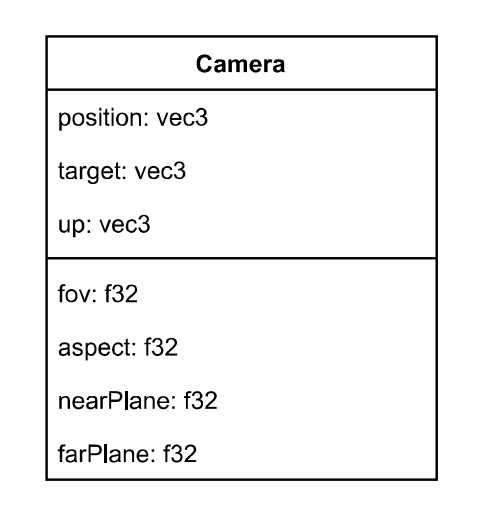 Camera
position: vec3
target: vec3
up: vec3
fov: f32
aspect: f32
nearPlane: f32
farPlane: f32